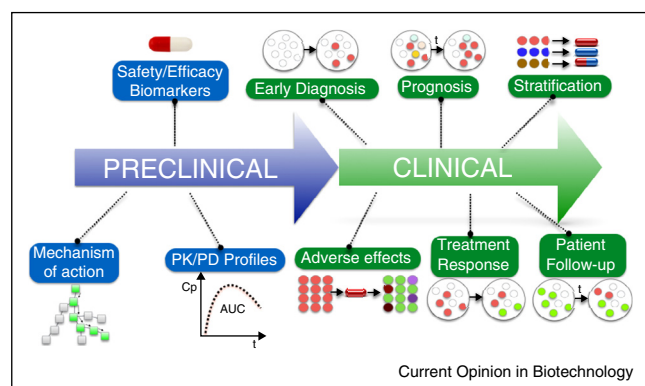 Safety/Efficacy
Biomarkers
Early Diagnosis
t
Prognosis
Stratification
PRECLINICAL
CLINICAL
Mechanism
of action
PK/PD Profiles
Cp
AUC
t
Adverse effects
Treatment
Response
Patient
Follow-up
t
Current Opinion in Biotechnology